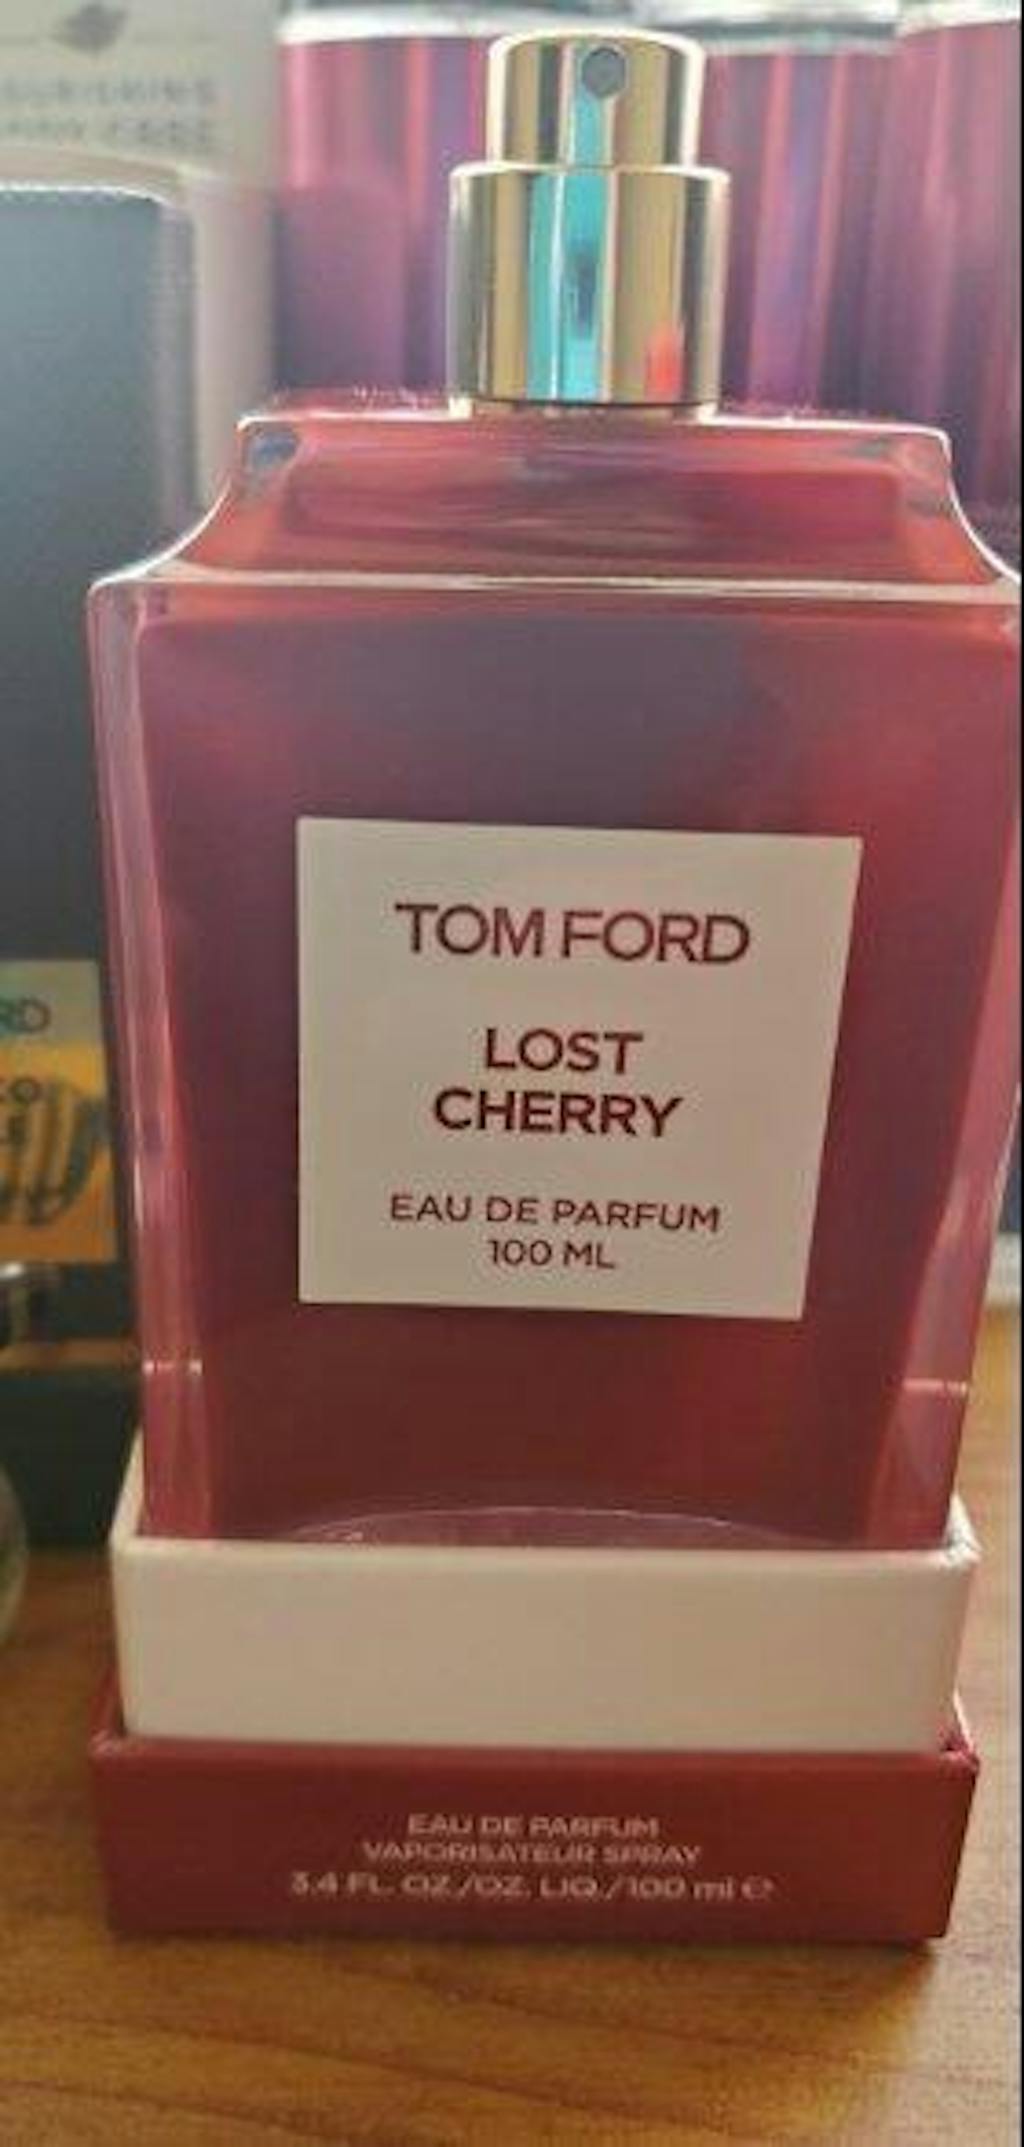 TOM FORD
LOST
CHERRY
EAU DE PARFUM
100 ML
EAU DE PARFUM
VAPORISATEUR SPRAY
3.4 FL. OZ./OZ. LIQ./100 ml ℮